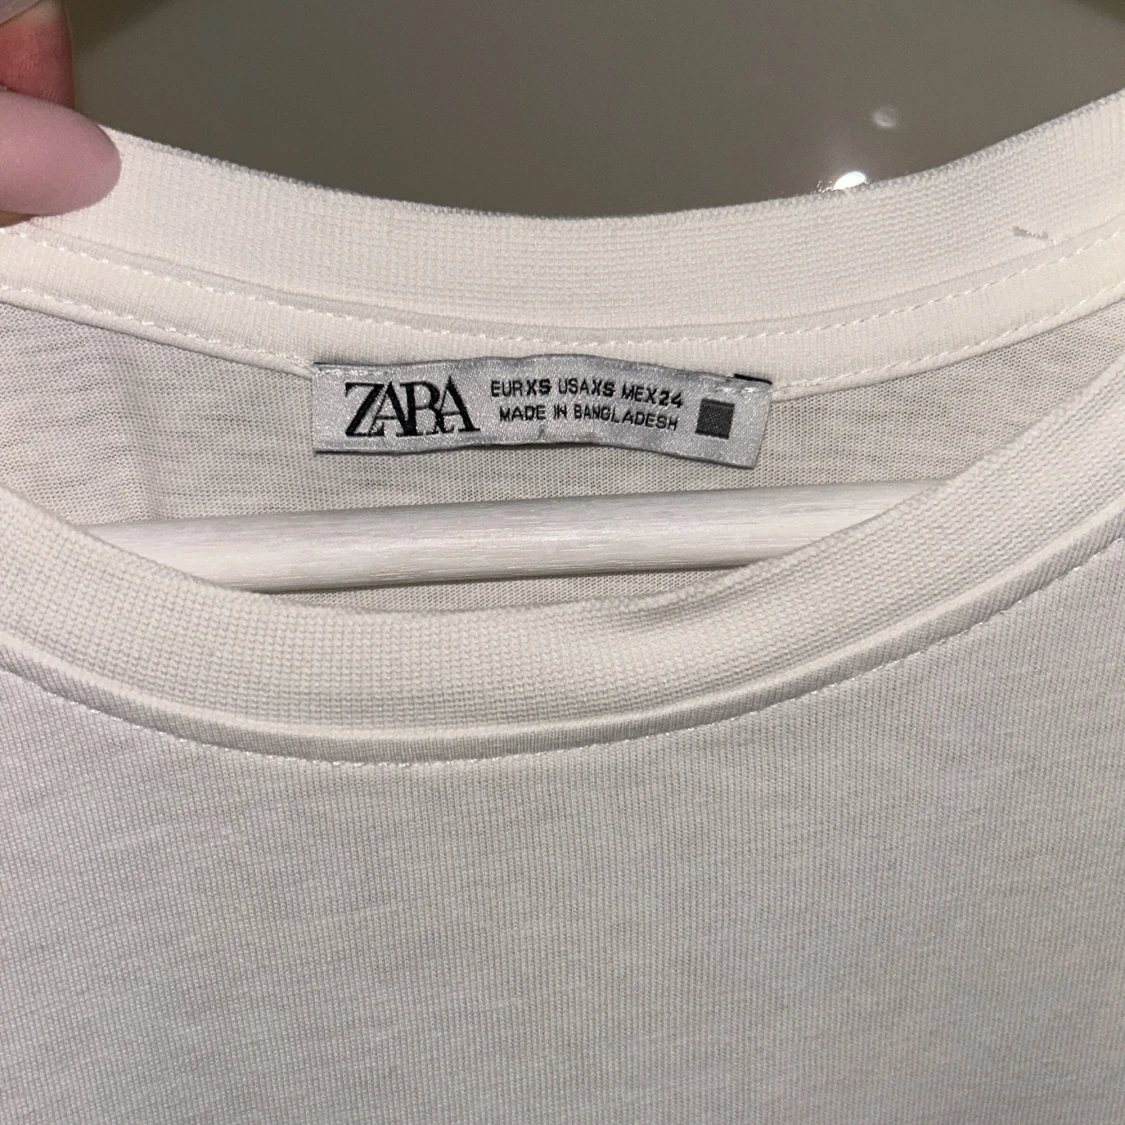 ZARA
EUR XS USA XS MEX 24
MADE IN BANGLADESH